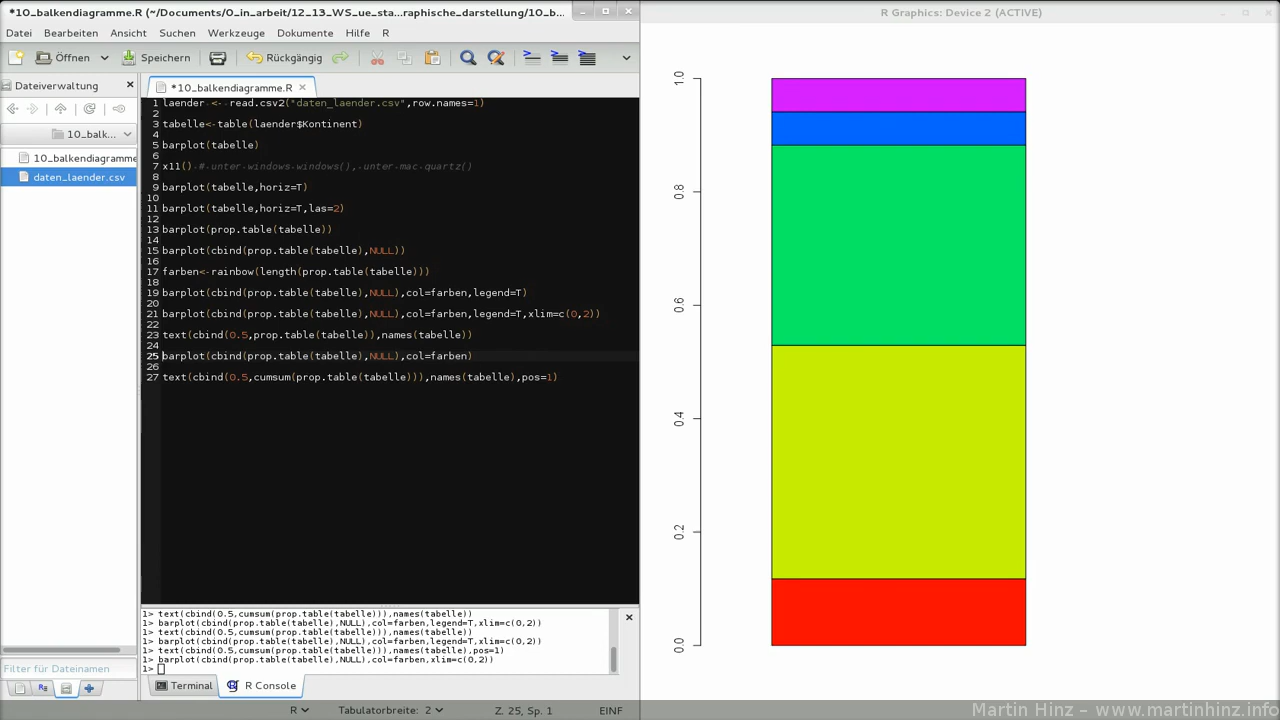 *10_balkendiagramme.R (~/Documents/O_in_arbeit/12_13_WS_ue_sta...raphische_darstellung/10_b...
R Graphics: Device 2 (ACTIVE)
Datei Bearbeiten Ansicht Suchen Werkzeuge Dokumente Hilfe R
Öffnen Speichern Rückgängig
Dateiverwaltung
*10_balkendiagramme.R
10_balk...
10_balkendiagramme
daten_laender.csv
1 laender <- read.csv2("daten_laender.csv",row.names=1)
2
3 tabelle<-table(laender$Kontinent)
4
5 barplot(tabelle)
6
7 x11() # unter windows windows(), unter mac quartz()
8
9 barplot(tabelle,horiz=T)
10
11 barplot(tabelle,horiz=T,las=2)
12
13 barplot(prop.table(tabelle))
14
15 barplot(cbind(prop.table(tabelle),NULL))
16
17 farben<-rainbow(length(prop.table(tabelle)))
18
19 barplot(cbind(prop.table(tabelle),NULL),col=farben,legend=T)
20
21 barplot(cbind(prop.table(tabelle),NULL),col=farben,legend=T,xlim=c(0,2))
22
23 text(cbind(0.5,prop.table(tabelle)),names(tabelle))
24
25 barplot(cbind(prop.table(tabelle),NULL),col=farben)
26
27 text(cbind(0.5,cumsum(prop.table(tabelle))),names(tabelle),pos=1)
1> text(cbind(0.5,cumsum(prop.table(tabelle))),names(tabelle))
1> barplot(cbind(prop.table(tabelle),NULL),col=farben,legend=T,xlim=c(0,2))
1> text(cbind(0.5,cumsum(prop.table(tabelle))),names(tabelle))
1> barplot(cbind(prop.table(tabelle),NULL),col=farben,legend=T,xlim=c(0,2))
1> text(cbind(0.5,cumsum(prop.table(tabelle))),names(tabelle),pos=1)
1> barplot(cbind(prop.table(tabelle),NULL),col=farben,xlim=c(0,2))
1>
Filter für Dateinamen
Terminal R Console
R Tabulatorbreite: 2 Z. 25, Sp. 1 EINF
1.0
0.8
0.6
0.4
0.2
0.0
Martin Hinz - www.martinhinz.info